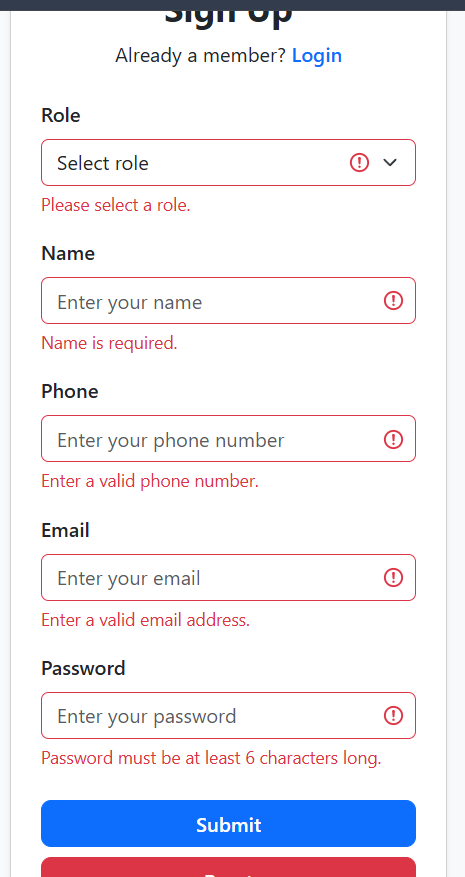 Sign Up
Already a member? Login
Role
Select role
Please select a role.
Name
Enter your name
Name is required.
Phone
Enter your phone number
Enter a valid phone number.
Email
Enter your email
Enter a valid email address.
Password
Enter your password
Password must be at least 6 characters long.
Submit